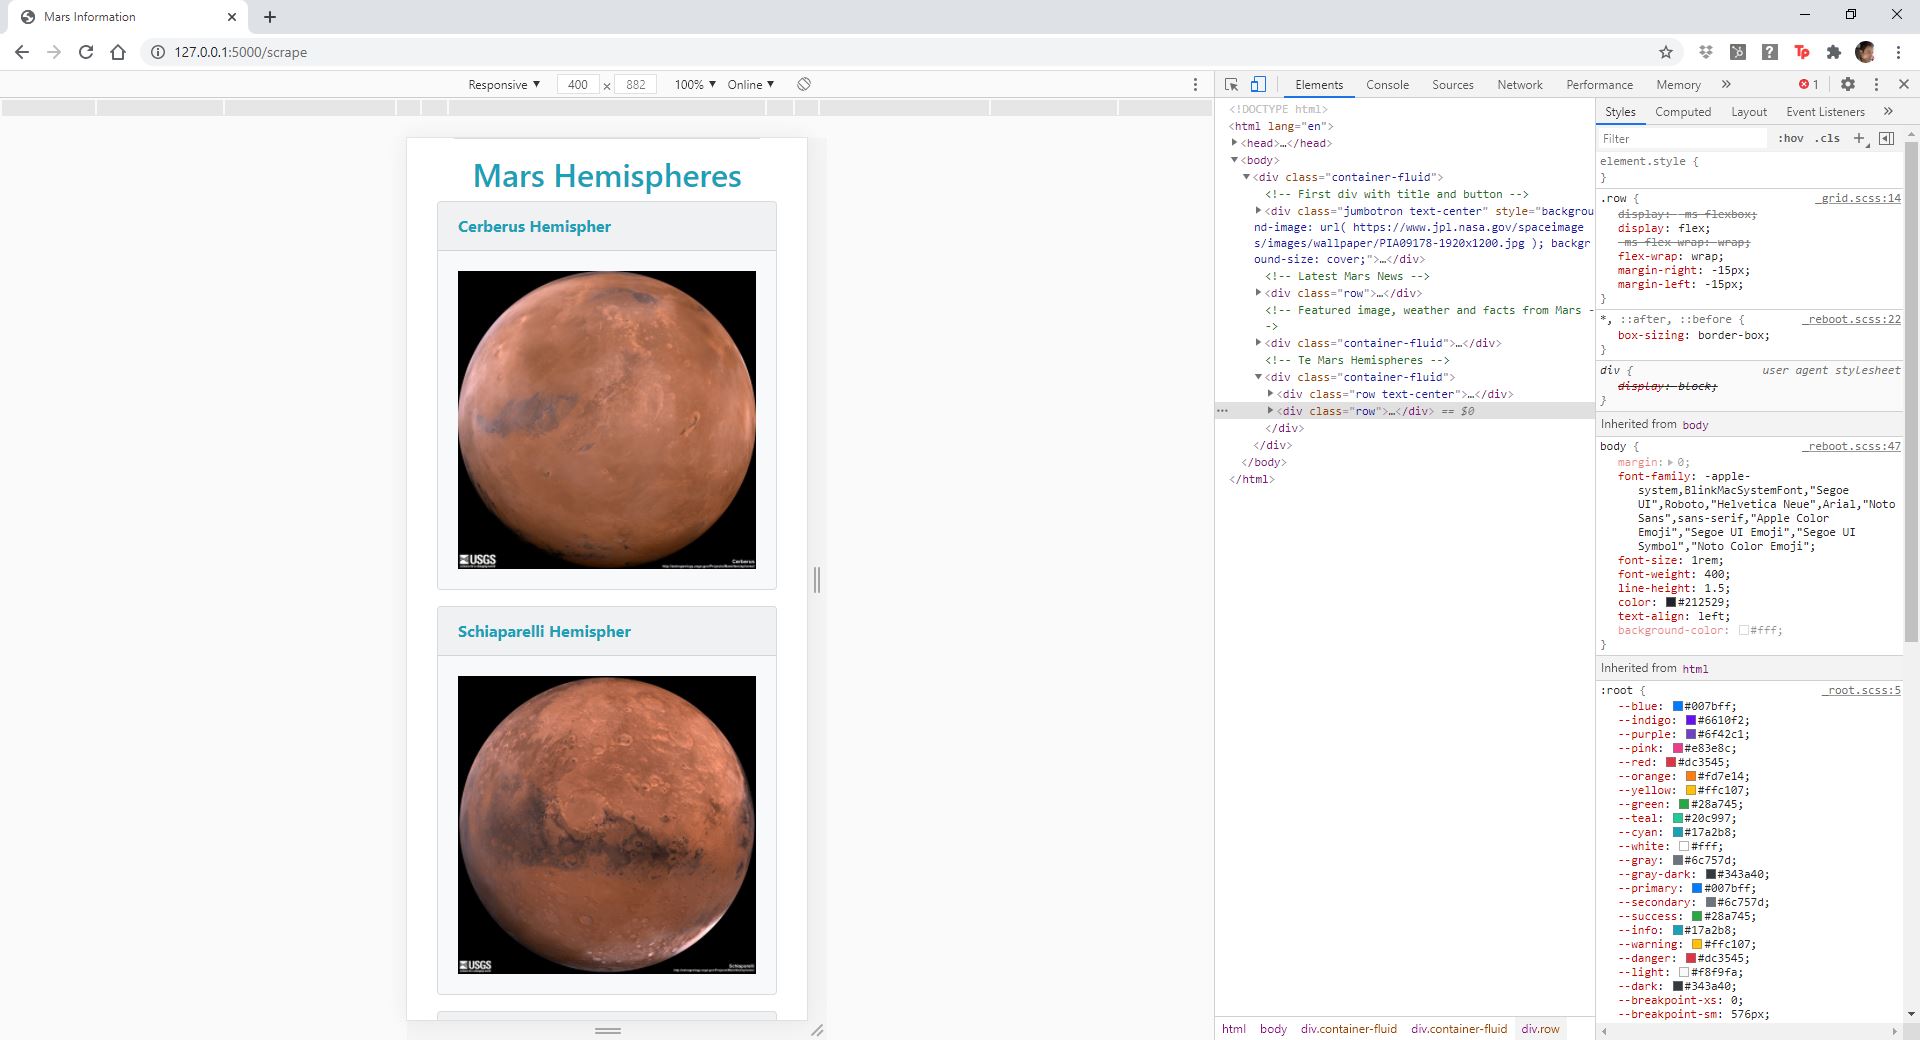 Mars Information
127.0.0.1:5000/scrape
Responsive 400 x 882 100% Online
Mars Hemispheres
Cerberus Hemispher
USGS
Cerberus
Schiaparelli Hemispher
USGS
Schiaparelli
Elements Console Sources Network Performance Memory » 1
<!DOCTYPE html>
<html lang="en">
<head>…</head>
<body>
<div class="container-fluid">
<!-- First div with title and button -->
<div class="jumbotron text-center" style="backgrou
nd-image: url( https://www.jpl.nasa.gov/spaceimage
s/images/wallpaper/PIA09178-1920x1200.jpg ); backgr
ound-size: cover;">…</div>
<!-- Latest Mars News -->
<div class="row">…</div>
<!-- Featured image, weather and facts from Mars -
->
<div class="container-fluid">…</div>
<!-- Te Mars Hemispheres -->
<div class="container-fluid">
<div class="row text-center">…</div>
<div class="row">…</div> == $0
</div>
</div>
</body>
</html>
html body div.container-fluid div.container-fluid div.row
Styles Computed Layout Event Listeners »
Filter :hov .cls +
element.style {
}
.row { _grid.scss:14
display: -ms-flexbox;
display: flex;
-ms-flex-wrap: wrap;
flex-wrap: wrap;
margin-right: -15px;
margin-left: -15px;
}
*, ::after, ::before { _reboot.scss:22
box-sizing: border-box;
}
div { user agent stylesheet
display: block;
}
Inherited from body
body { _reboot.scss:47
margin: 0;
font-family: -apple-
system,BlinkMacSystemFont,"Segoe
UI",Roboto,"Helvetica Neue",Arial,"Noto
Sans",sans-serif,"Apple Color
Emoji","Segoe UI Emoji","Segoe UI
Symbol","Noto Color Emoji";
font-size: 1rem;
font-weight: 400;
line-height: 1.5;
color: #212529;
text-align: left;
background-color: #fff;
}
Inherited from html
:root { _root.scss:5
--blue: #007bff;
--indigo: #6610f2;
--purple: #6f42c1;
--pink: #e83e8c;
--red: #dc3545;
--orange: #fd7e14;
--yellow: #ffc107;
--green: #28a745;
--teal: #20c997;
--cyan: #17a2b8;
--white: #fff;
--gray: #6c757d;
--gray-dark: #343a40;
--primary: #007bff;
--secondary: #6c757d;
--success: #28a745;
--info: #17a2b8;
--warning: #ffc107;
--danger: #dc3545;
--light: #f8f9fa;
--dark: #343a40;
--breakpoint-xs: 0;
--breakpoint-sm: 576px;